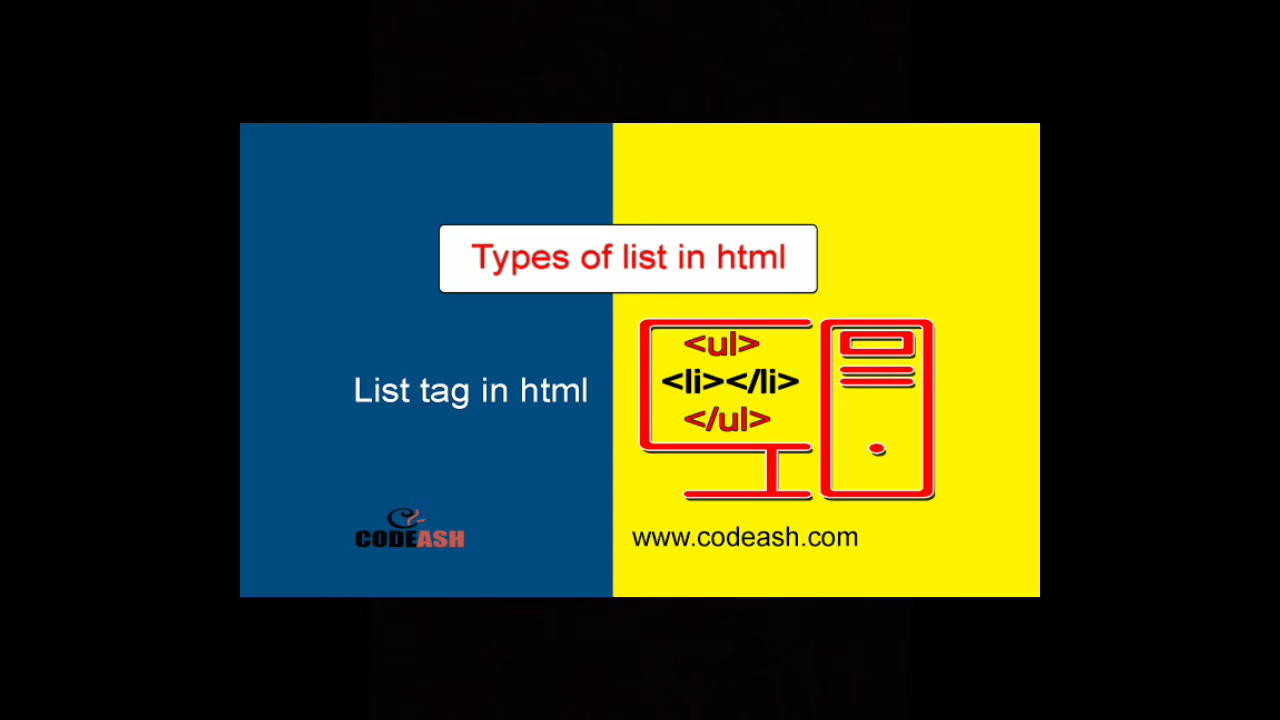 Types of list in html
<ul>
<li></li>
</ul>
List tag in html
CODEASH
www.codeash.com